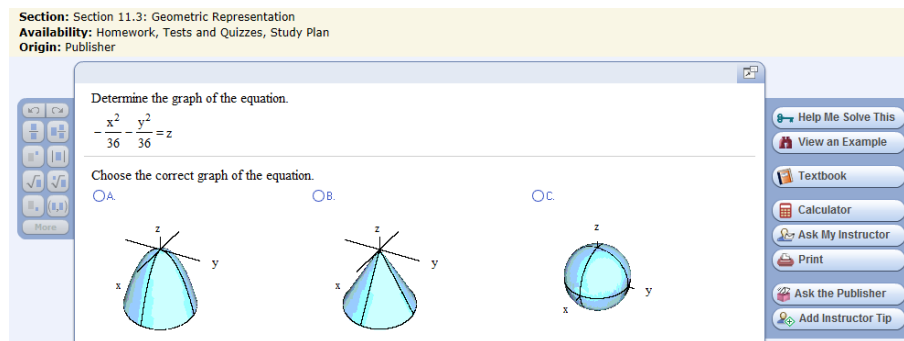 Section: Section 11.3: Geometric Representation
Availability: Homework, Tests and Quizzes, Study Plan
Origin: Publisher
Determine the graph of the equation.
-x²/36 - y²/36 = z
Choose the correct graph of the equation.
A. B. C.
z z z
y y y
x x x
More
Help Me Solve This
View an Example
Textbook
Calculator
Ask My Instructor
Print
Ask the Publisher
Add Instructor Tip